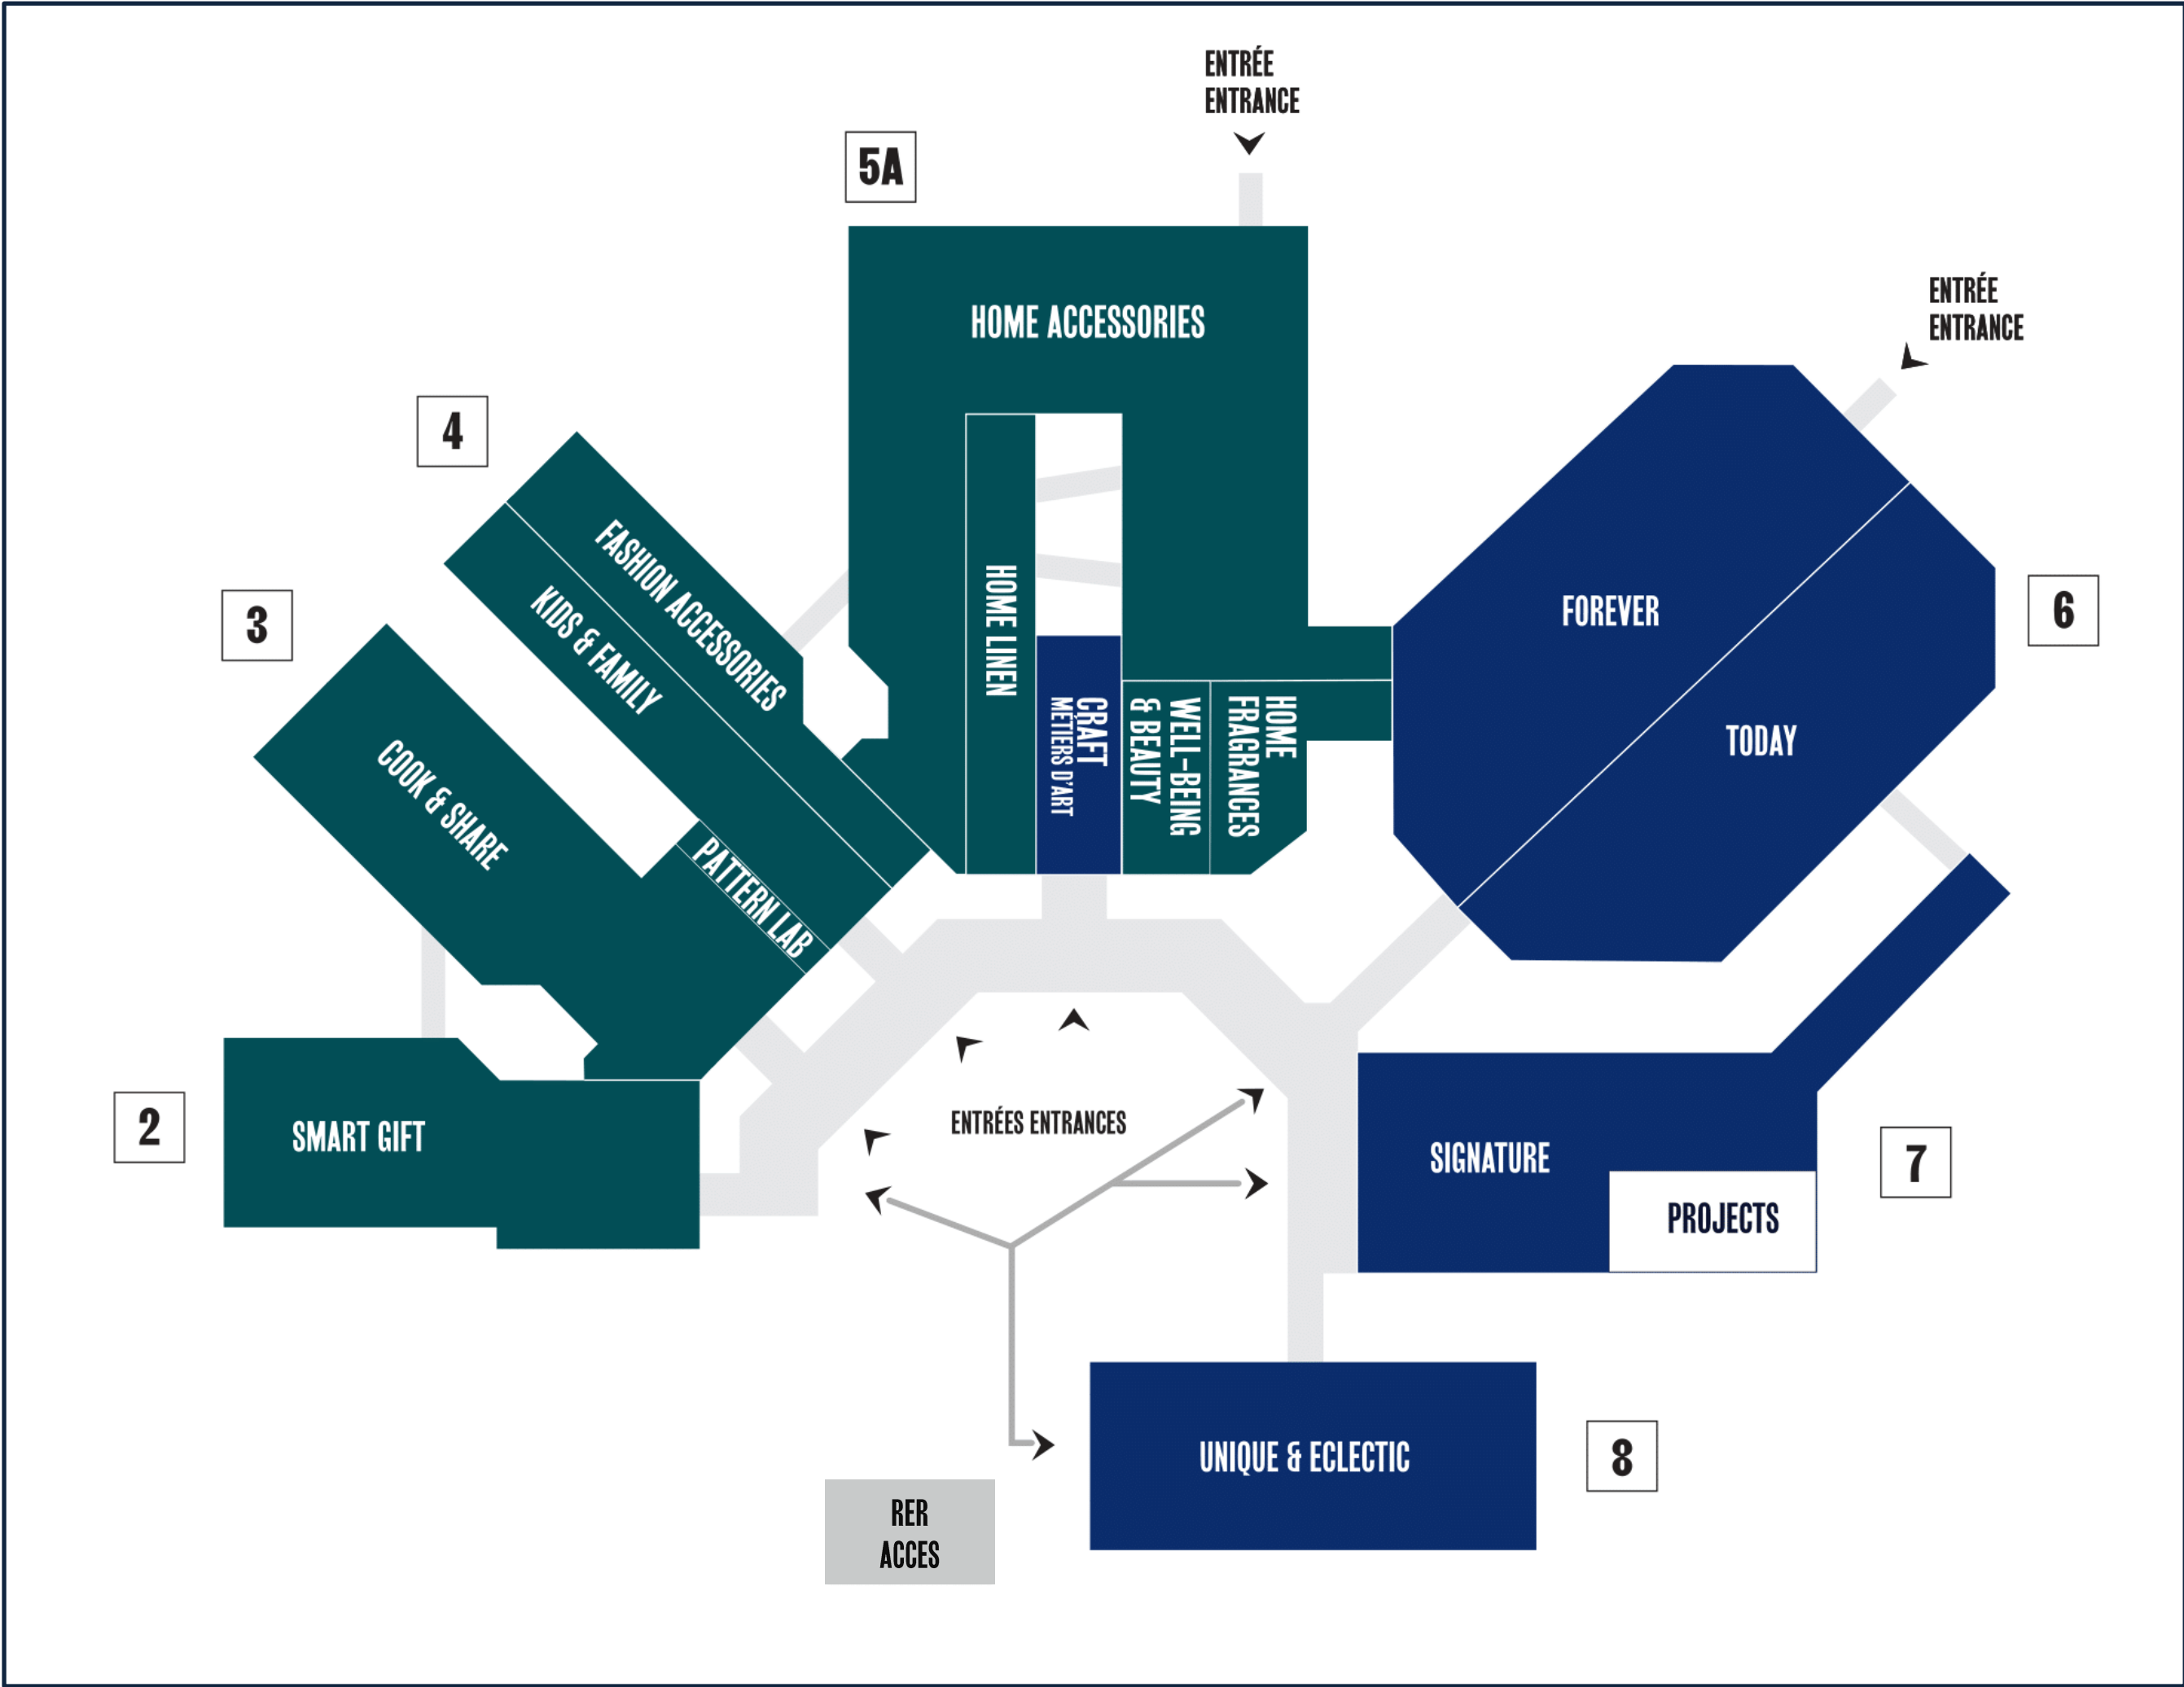 ENTRÉE
ENTRANCE
5A
HOME ACCESSORIES
ENTRÉE
ENTRANCE
4
FASHION ACCESSORIES
KIDS & FAMILY
3
COOK & SHARE
PATTERN LAB
HOME LINEN
CRAFT
MÉTIERS D'ART
WELL-BEING
& BEAUTY
HOME
FRAGRANCES
FOREVER
TODAY
6
2
SMART GIFT
ENTRÉES ENTRANCES
SIGNATURE
PROJECTS
7
UNIQUE & ECLECTIC
8
RER
ACCES